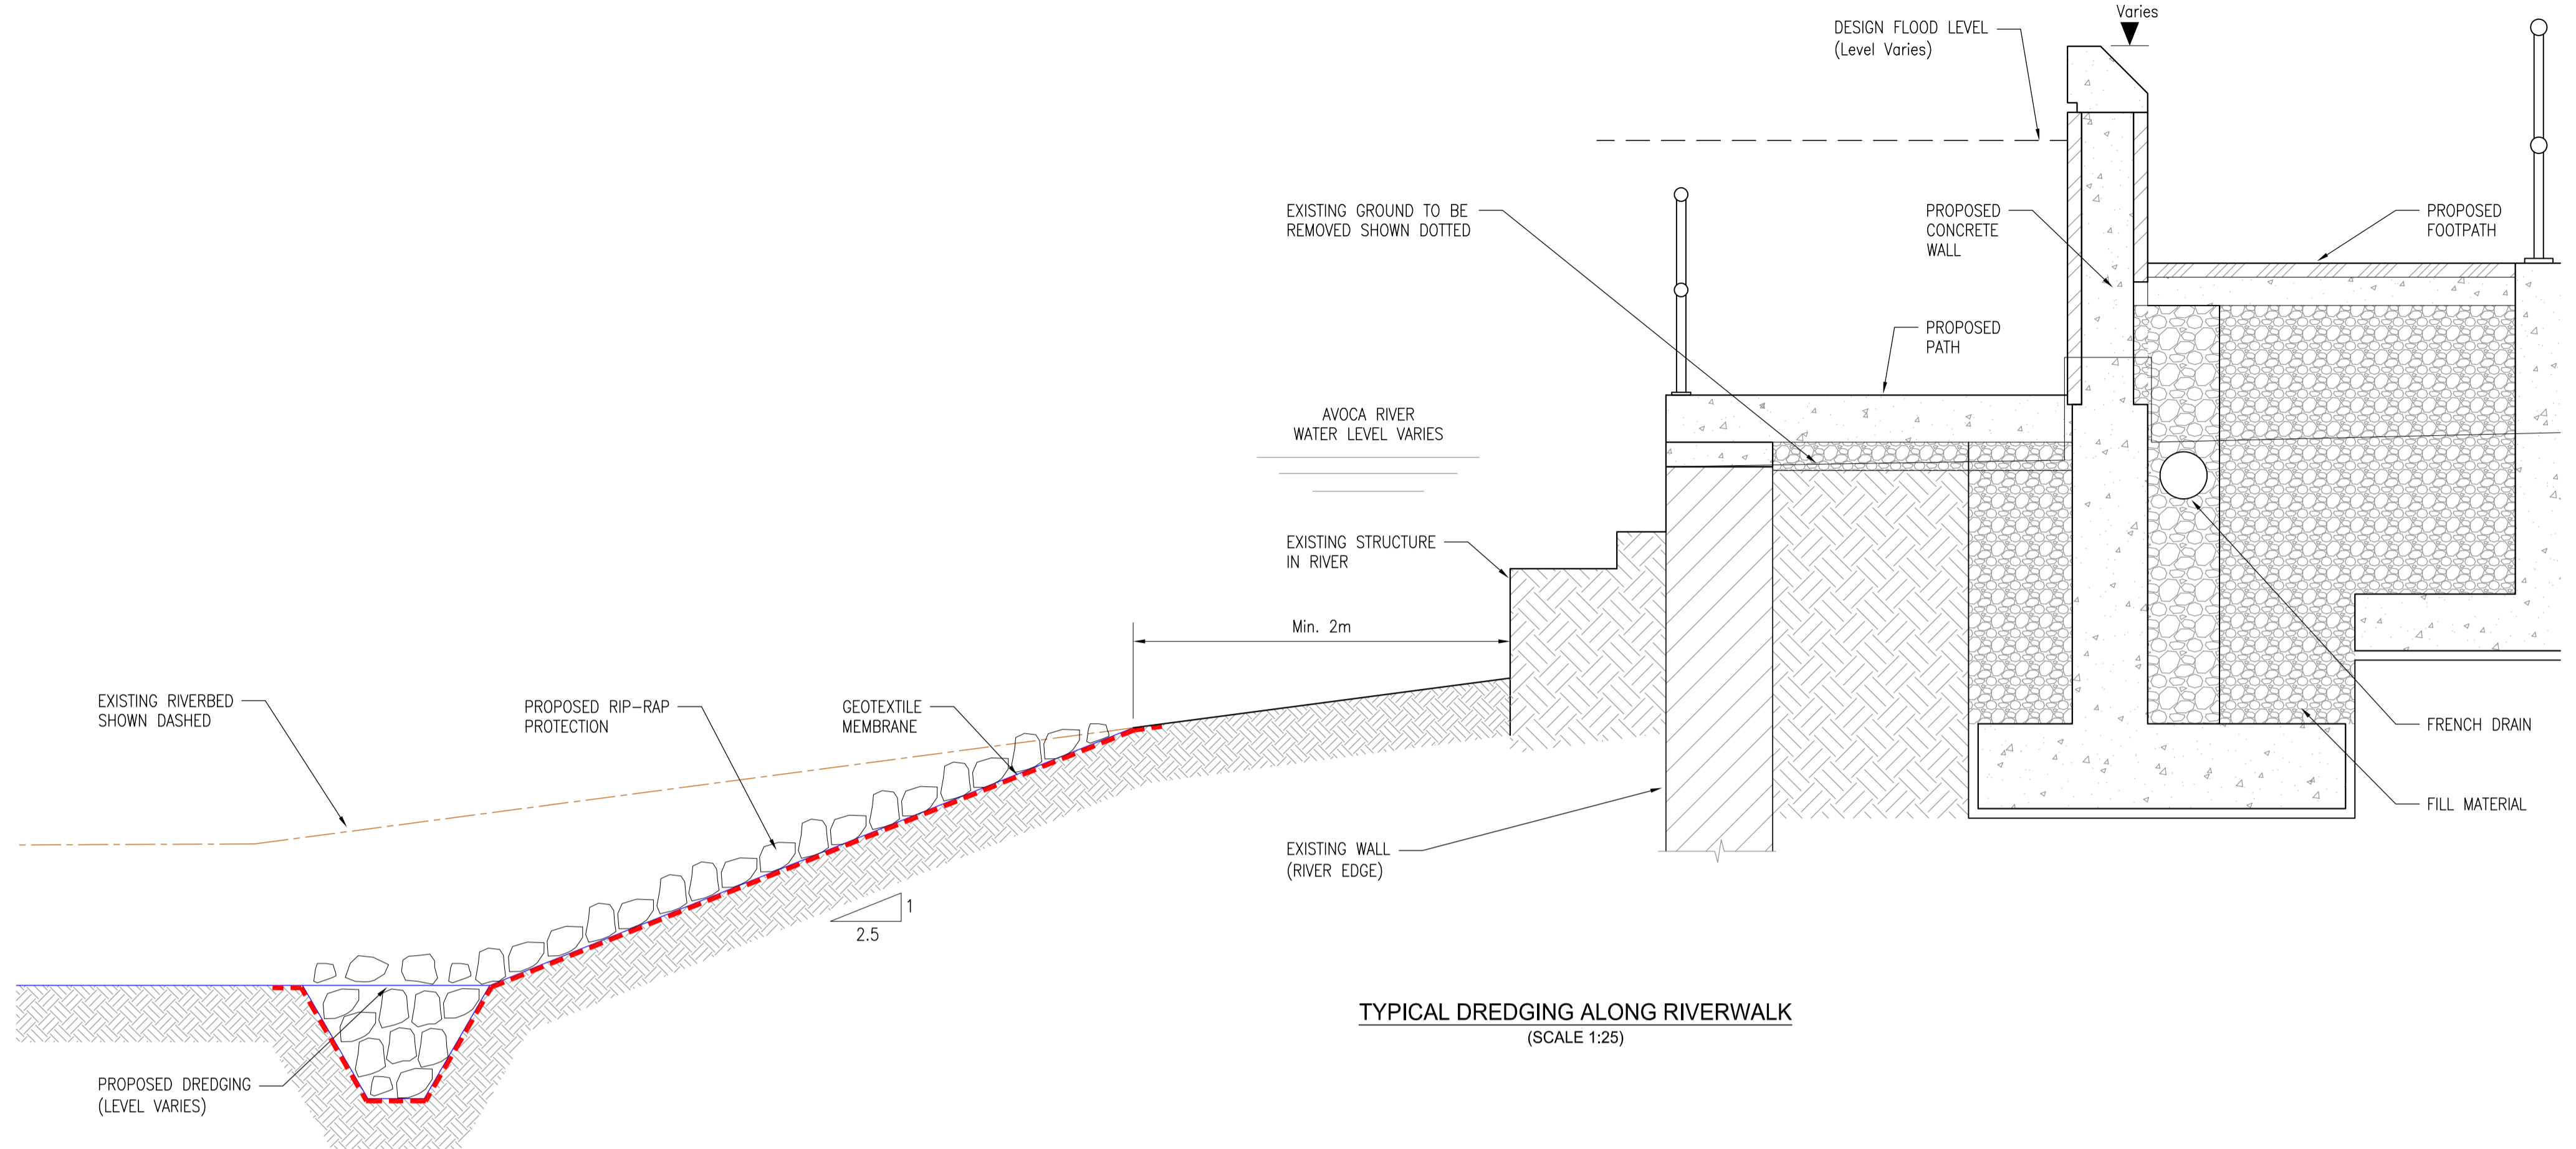 Varies
DESIGN FLOOD LEVEL
(Level Varies)
EXISTING GROUND TO BE
REMOVED SHOWN DOTTED
PROPOSED
CONCRETE
WALL
PROPOSED
FOOTPATH
PROPOSED
PATH
AVOCA RIVER
WATER LEVEL VARIES
EXISTING STRUCTURE
IN RIVER
Min. 2m
EXISTING RIVERBED
SHOWN DASHED
PROPOSED RIP-RAP
PROTECTION
GEOTEXTILE
MEMBRANE
FRENCH DRAIN
FILL MATERIAL
EXISTING WALL
(RIVER EDGE)
1
2.5
TYPICAL DREDGING ALONG RIVERWALK
(SCALE 1:25)
PROPOSED DREDGING
(LEVEL VARIES)